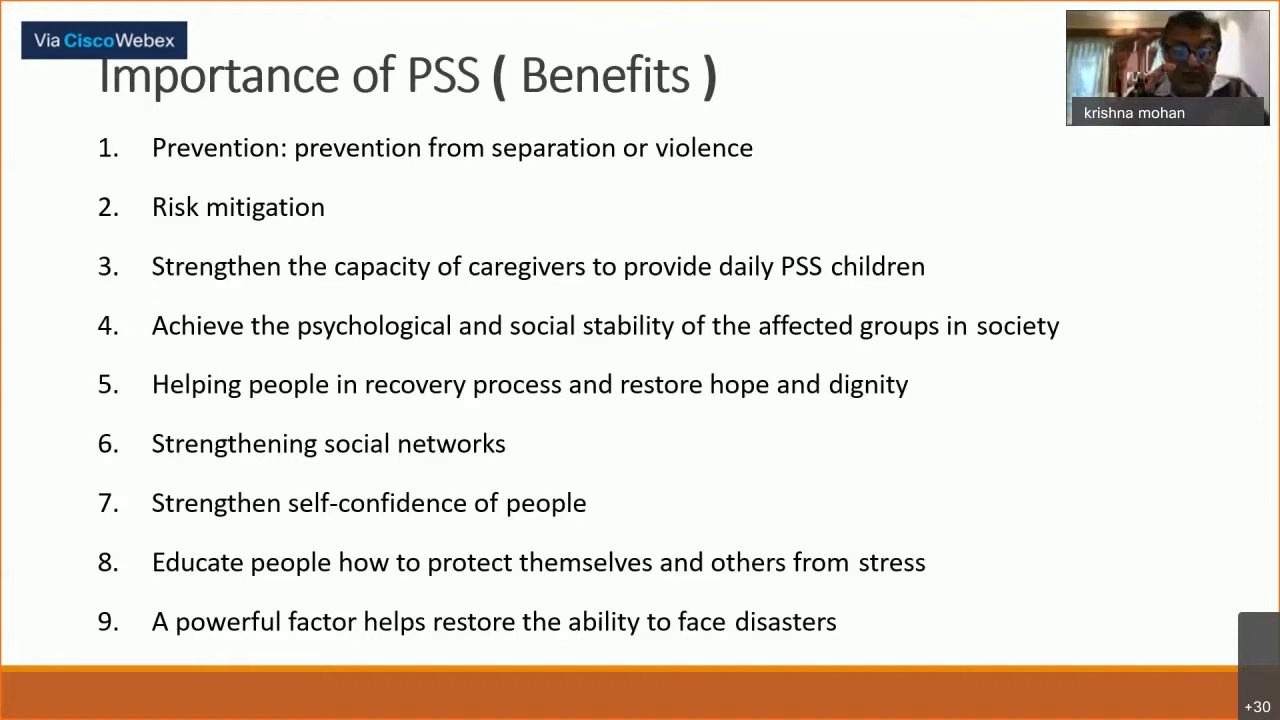 Via CiscoWebex
Importance of PSS ( Benefits )
krishna mohan
1. Prevention: prevention from separation or violence
2. Risk mitigation
3. Strengthen the capacity of caregivers to provide daily PSS children
4. Achieve the psychological and social stability of the affected groups in society
5. Helping people in recovery process and restore hope and dignity
6. Strengthening social networks
7. Strengthen self-confidence of people
8. Educate people how to protect themselves and others from stress
9. A powerful factor helps restore the ability to face disasters
+30